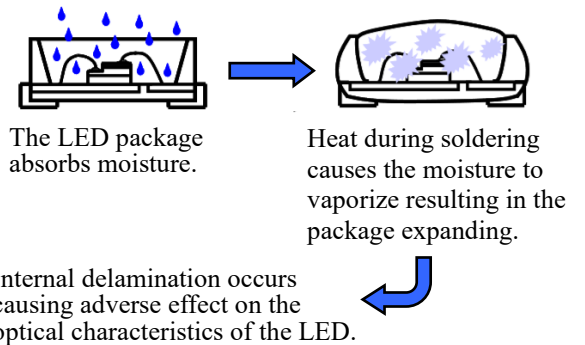 The LED package
absorbs moisture.
Heat during soldering
causes the moisture to
vaporize resulting in the
package expanding.
Internal delamination occurs
causing adverse effect on the
optical characteristics of the LED.